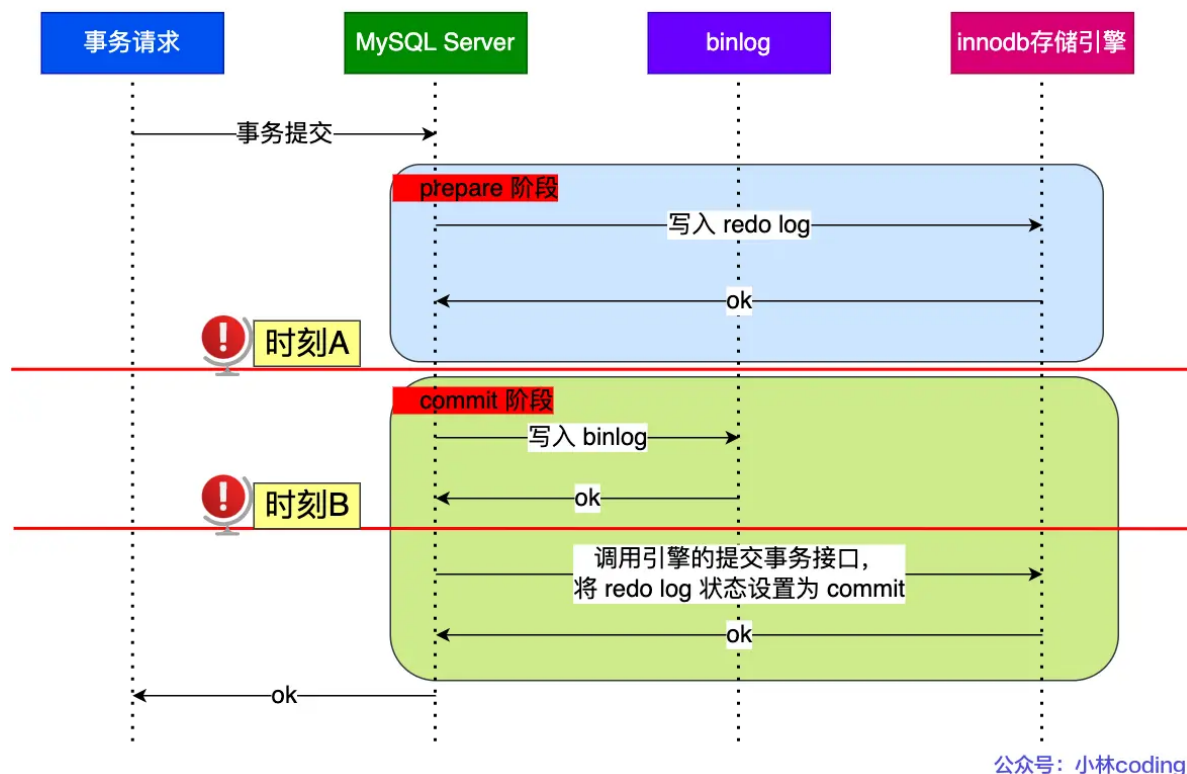 事务请求
MySQL Server
binlog
innodb存储引擎
事务提交
prepare 阶段
写入 redo log
ok
时刻A
commit 阶段
写入 binlog
ok
时刻B
调用引擎的提交事务接口，
将 redo log 状态设置为 commit
ok
ok
公众号：小林coding